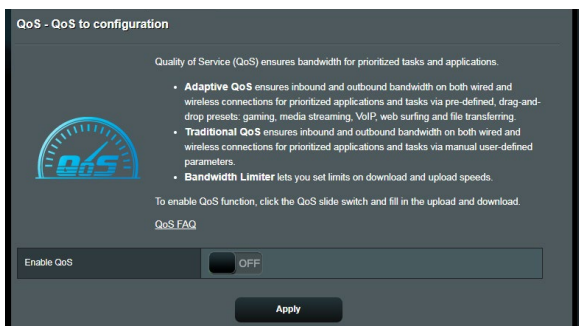 QoS - QoS to configuration
Quality of Service (QoS) ensures bandwidth for prioritized tasks and applications.
• Adaptive QoS ensures inbound and outbound bandwidth on both wired and
wireless connections for prioritized applications and tasks via pre-defined, drag-and-
drop presets: gaming, media streaming, VoIP, web surfing and file transferring.
• Traditional QoS ensures inbound and outbound bandwidth on both wired and
wireless connections for prioritized applications and tasks via manual user-defined
parameters.
• Bandwidth Limiter lets you set limits on download and upload speeds.
QoS
To enable QoS function, click the QoS slide switch and fill in the upload and download.
QoS FAQ
Enable QoS
OFF
Apply